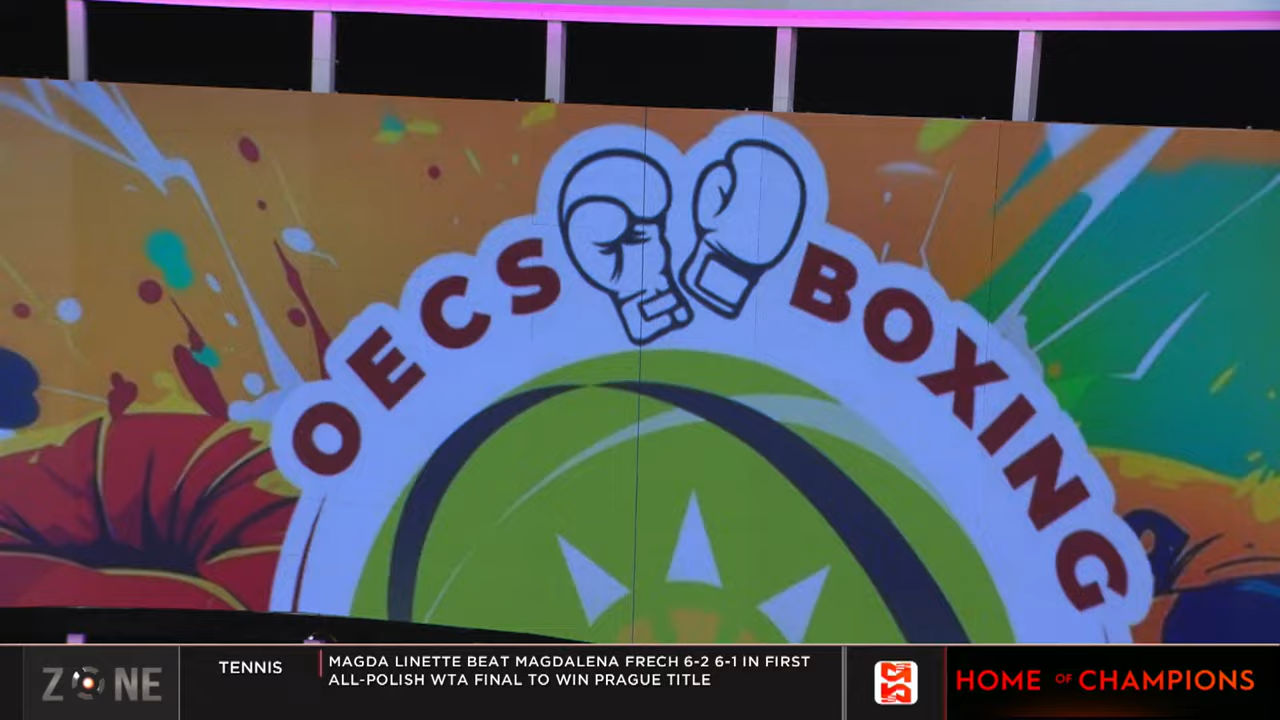 OECS BOXING
ZONE
TENNIS
MAGDA LINETTE BEAT MAGDALENA FRECH 6-2 6-1 IN FIRST
ALL-POLISH WTA FINAL TO WIN PRAGUE TITLE
HOME OF CHAMPIONS